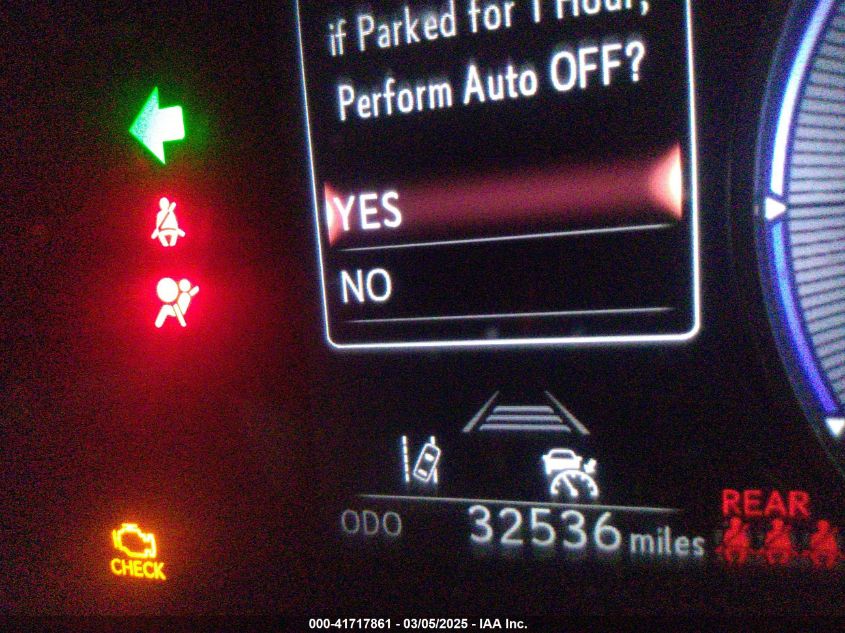 if Parked for 1 Hour,
Perform Auto OFF?
YES
NO
ODO 32536 miles
REAR
CHECK
000-41717861 - 03/05/2025 - IAA Inc.